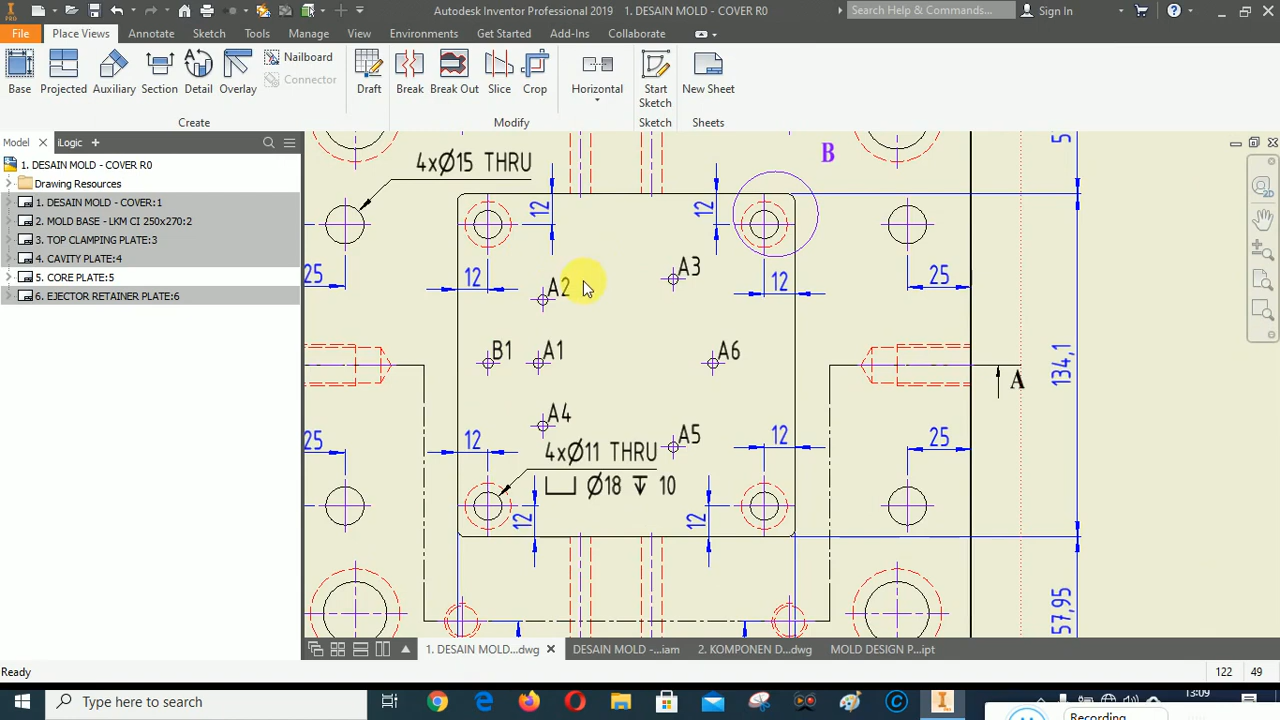 Autodesk Inventor Professional 2019 1. DESAIN MOLD - COVER R0
Search Help & Commands...
Sign In
PRO
File Place Views Annotate Sketch Tools Manage View Environments Get Started Add-Ins Collaborate
Base Projected Auxiliary Section Detail Overlay
Nailboard
Connector
Draft Break Break Out Slice Crop Horizontal
Start
Sketch
New Sheet
Create Modify Sketch Sheets
Model iLogic
1. DESAIN MOLD - COVER R0
Drawing Resources
1. DESAIN MOLD - COVER:1
2. MOLD BASE - LKM CI 250x270:2
3. TOP CLAMPING PLATE:3
4. CAVITY PLATE:4
5. CORE PLATE:5
6. EJECTOR RETAINER PLATE:6
4xØ15 THRU
B
5
12
12
A3
A2
25
12
12
25
B1
A1
A6
134,1
A
A4
A5
25
12
4xØ11 THRU
12
25
Ø18 ↧ 10
12
12
57,95
1. DESAIN MOLD...dwg DESAIN MOLD -...iam 2. KOMPONEN D...dwg MOLD DESIGN P...ipt
Ready
122 49
Type here to search
13:09
Recording